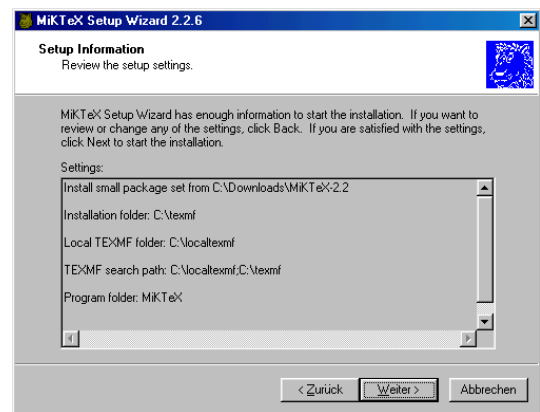 MiKTeX Setup Wizard 2.2.6
Setup Information
Review the setup settings.
MiKTeX Setup Wizard has enough information to start the installation. If you want to
review or change any of the settings, click Back. If you are satisfied with the settings,
click Next to start the installation.
Settings:
Install small package set from C:\Downloads\MiKTeX-2.2
Installation folder: C:\texmf
Local TEXMF folder: C:\localtexmf
TEXMF search path: C:\localtexmf;C:\texmf
Program folder: MiKTeX
< Zurück Weiter > Abbrechen